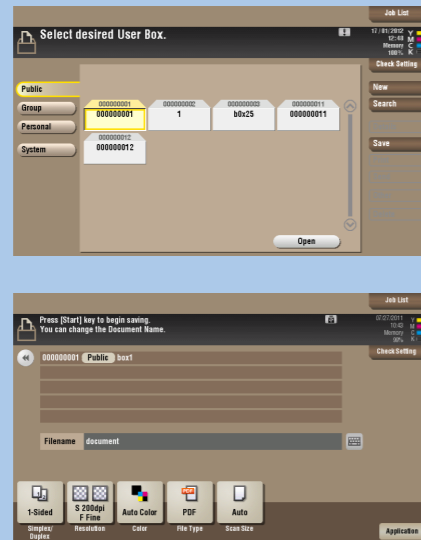 Job List
Select desired User Box.
17/01/2012
12:48
Memory
100%
Y
M
C
K
Check Setting
Public
Group
Personal
System
000000001
000000001
000000002
1
000000003
b0x25
000000011
000000011
000000012
000000012
New
Search
Save
Open
Job List
Press [Start] key to begin saving.
You can change the Document Name.
07/27/2011
10:43
Memory
98%
Y
M
C
K
Check Setting
000000001 Public box1
Filename document
1-Sided
S 200dpi
F Fine
Auto Color
PDF
PDF
Auto
Simplex/
Duplex
Resolution
Color
File Type
Scan Size
Application